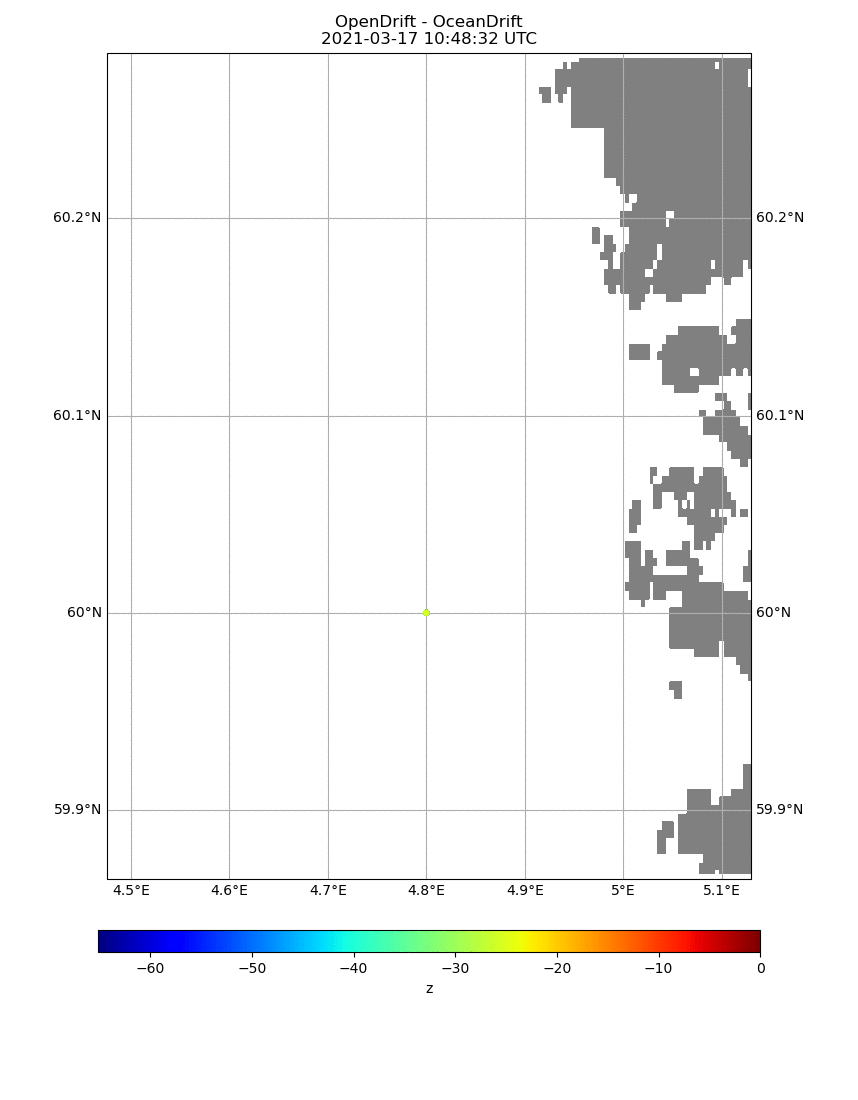 OpenDrift - OceanDrift
2021-03-17 10:48:32 UTC
60.2°N 60.2°N
60.1°N 60.1°N
60°N 60°N
59.9°N 59.9°N
4.5°E 4.6°E 4.7°E 4.8°E 4.9°E 5°E 5.1°E
−60 −50 −40 −30 −20 −10 0
z